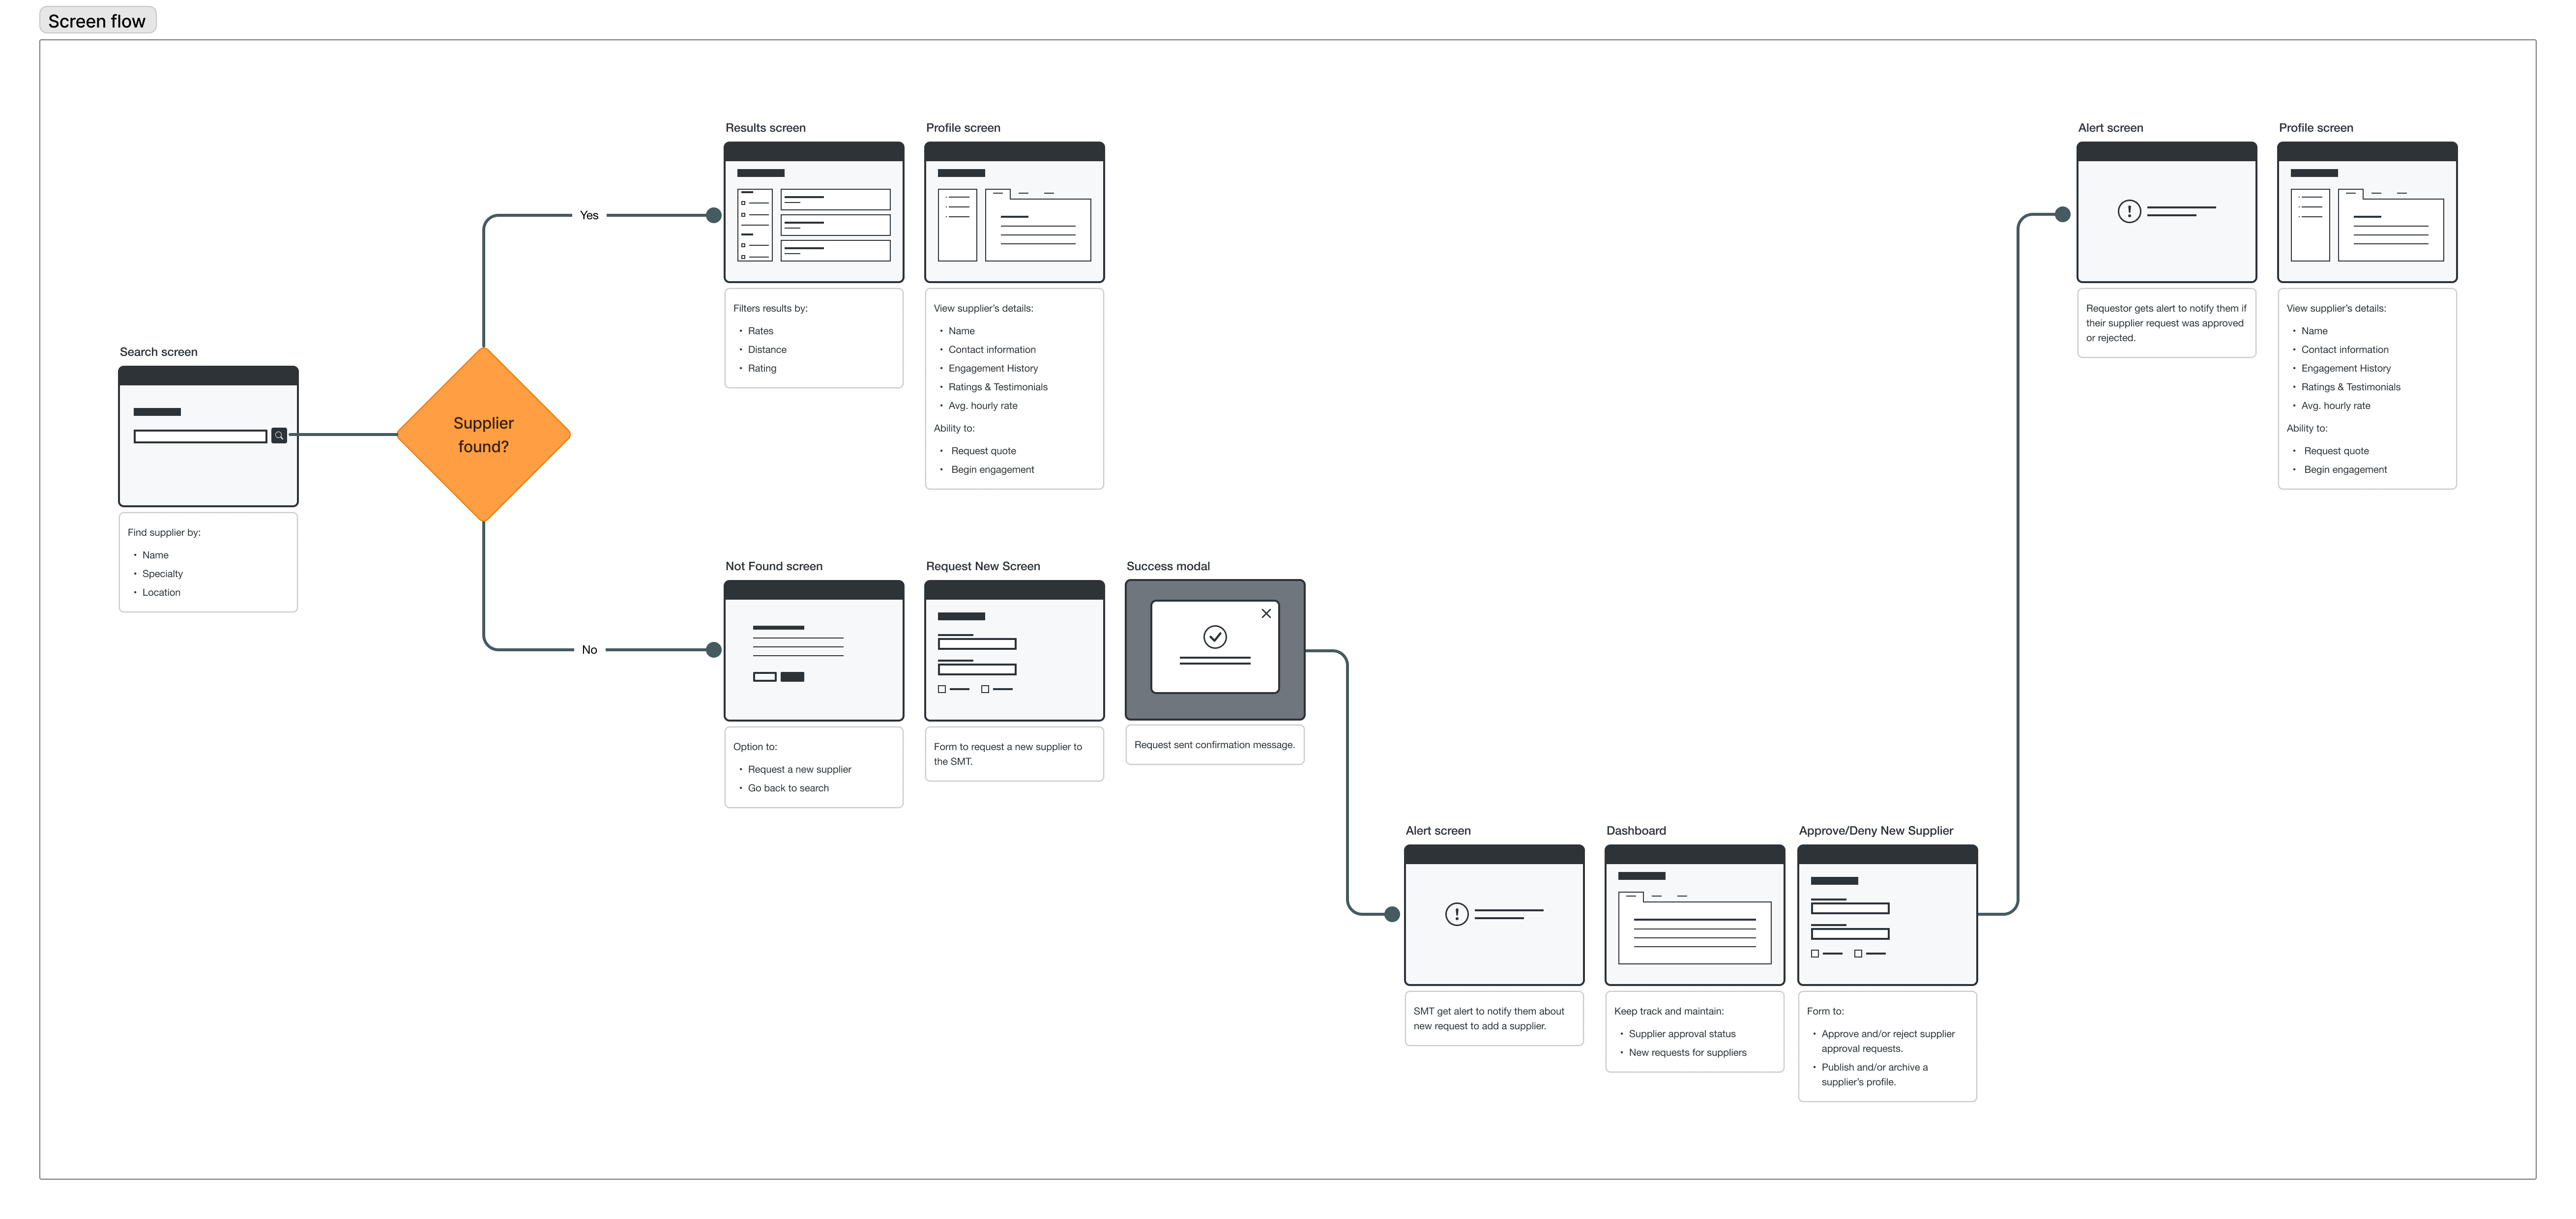 Screen flow
Search screen
Find supplier by:
• Name
• Specialty
• Location
Supplier
found?
Yes
Results screen
Filters results by:
• Rates
• Distance
• Rating
Profile screen
View supplier's details:
• Name
• Contact information
• Engagement History
• Ratings & Testimonials
• Avg. hourly rate
Ability to:
• Request quote
• Begin engagement
No
Not Found screen
Option to:
• Request a new supplier
• Go back to search
Request New Screen
Form to request a new supplier to
the SMT.
Success modal
Request sent confirmation message.
Alert screen
SMT get alert to notify them about
new request to add a supplier.
Dashboard
Keep track and maintain:
• Supplier approval status
• New requests for suppliers
Approve/Deny New Supplier
Form to:
• Approve and/or reject supplier
approval requests.
• Publish and/or archive a
supplier's profile.
Alert screen
Requestor gets alert to notify them if
their supplier request was approved
or rejected.
Profile screen
View supplier's details:
• Name
• Contact information
• Engagement History
• Ratings & Testimonials
• Avg. hourly rate
Ability to:
• Request quote
• Begin engagement